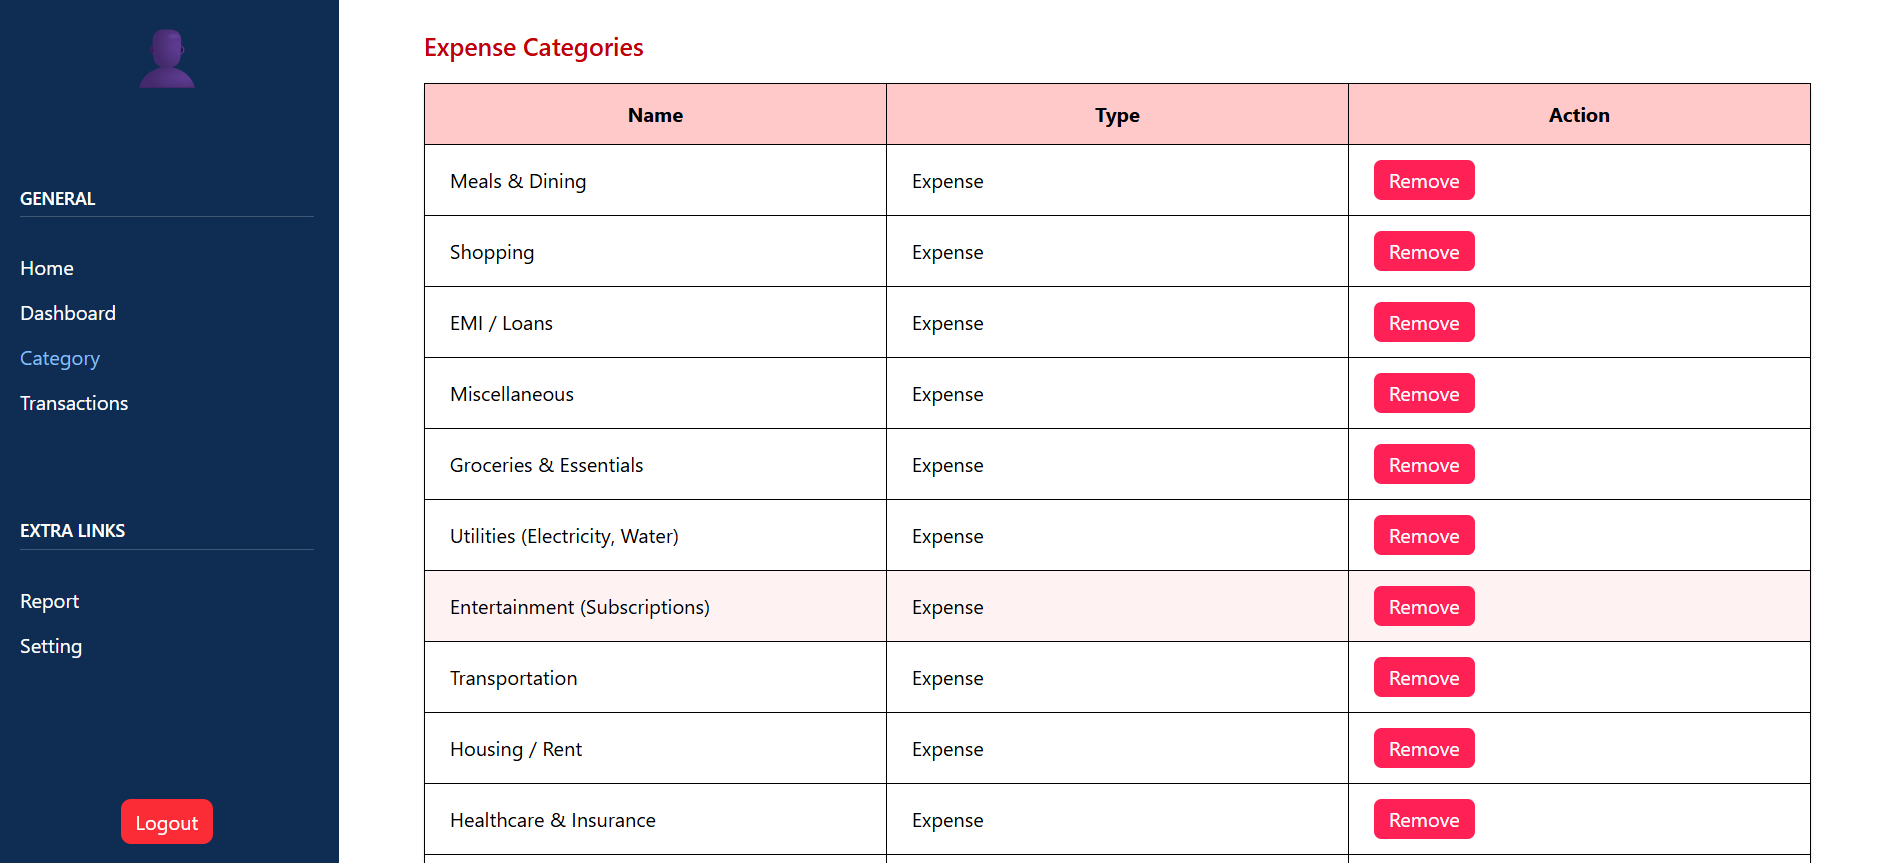 GENERAL
Home
Dashboard
Category
Transactions
EXTRA LINKS
Report
Setting
Logout
Expense Categories
Name Type Action
Meals & Dining Expense Remove
Shopping Expense Remove
EMI / Loans Expense Remove
Miscellaneous Expense Remove
Groceries & Essentials Expense Remove
Utilities (Electricity, Water) Expense Remove
Entertainment (Subscriptions) Expense Remove
Transportation Expense Remove
Housing / Rent Expense Remove
Healthcare & Insurance Expense Remove